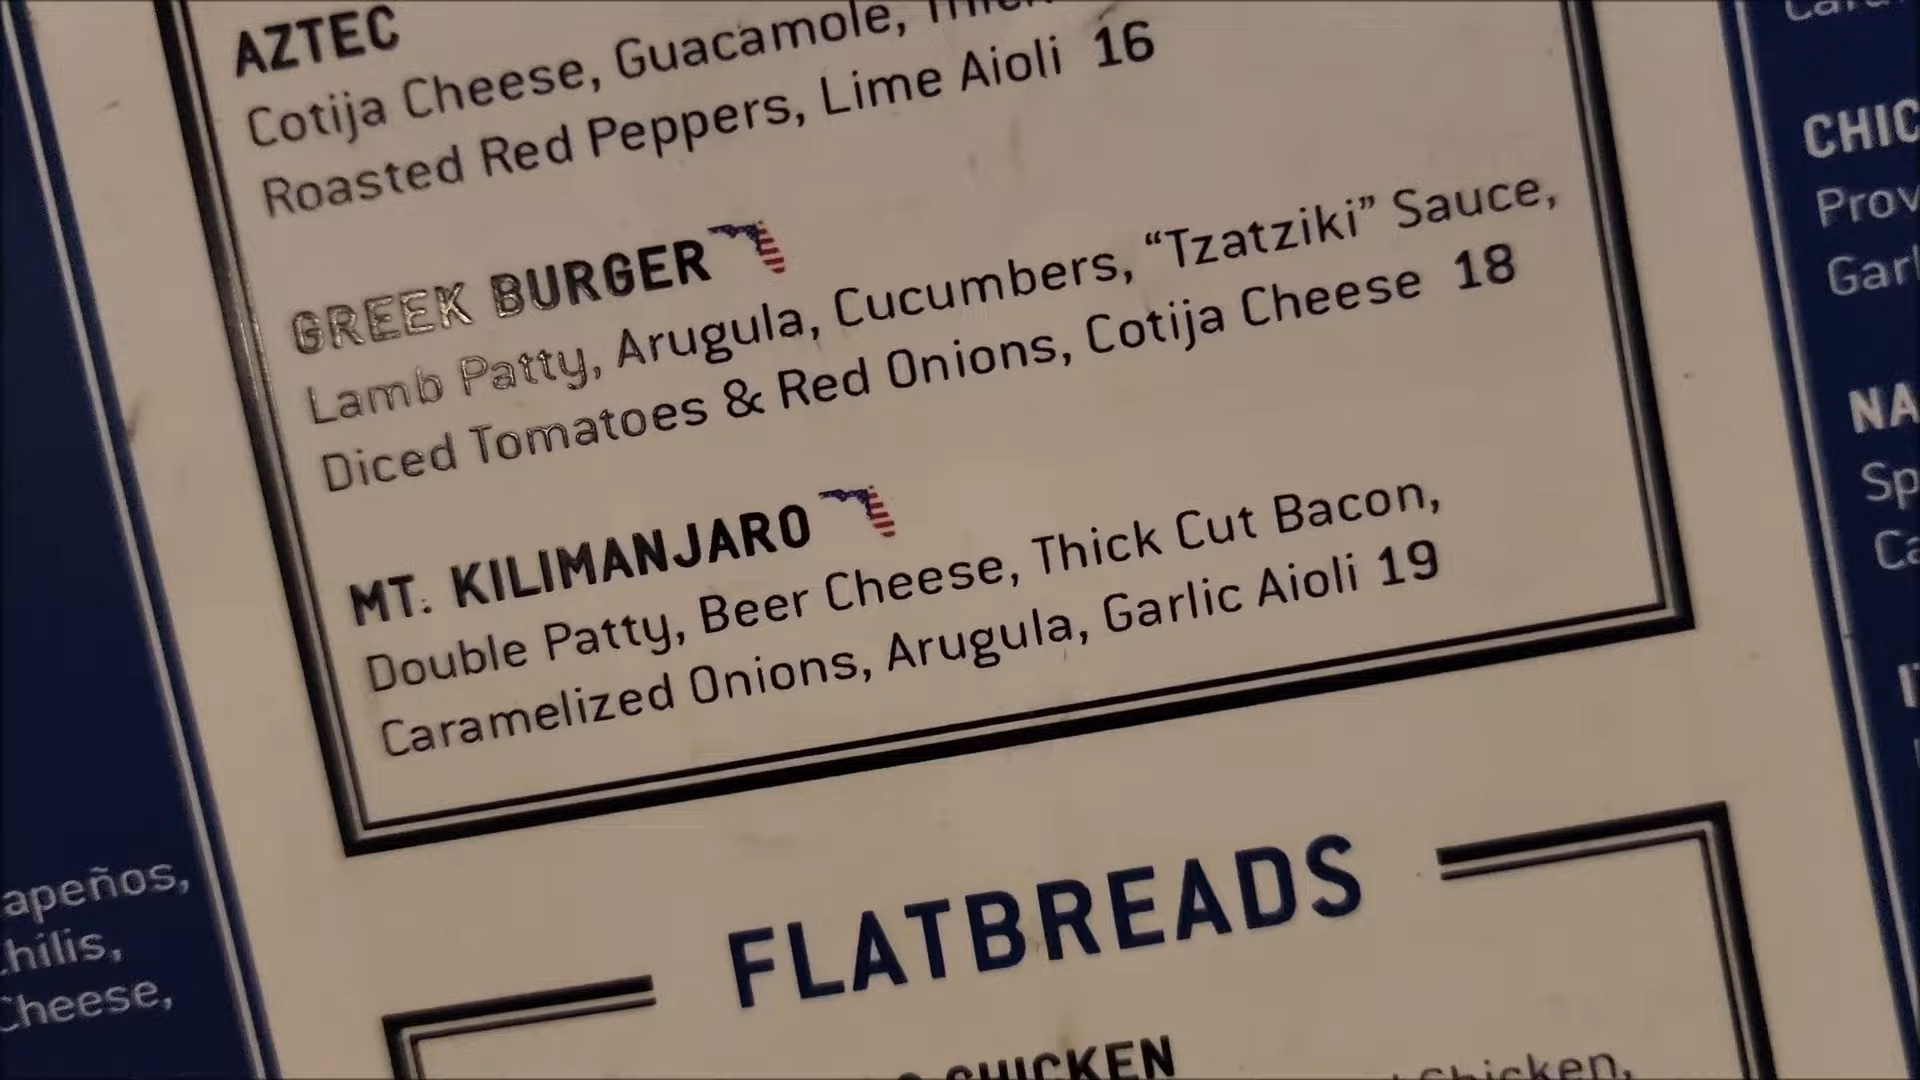 AZTEC
Cotija Cheese, Guacamole,
Roasted Red Peppers, Lime Aioli 16
GREEK BURGER
Lamb Patty, Arugula, Cucumbers, “Tzatziki” Sauce,
Diced Tomatoes & Red Onions, Cotija Cheese 18
MT. KILIMANJARO
Double Patty, Beer Cheese, Thick Cut Bacon,
Caramelized Onions, Arugula, Garlic Aioli 19
FLATBREADS
CHICKEN
Chicken,
apeños,
hilis,
Cheese,
CHIC
Prov
Garl
NA
Sp
Ca